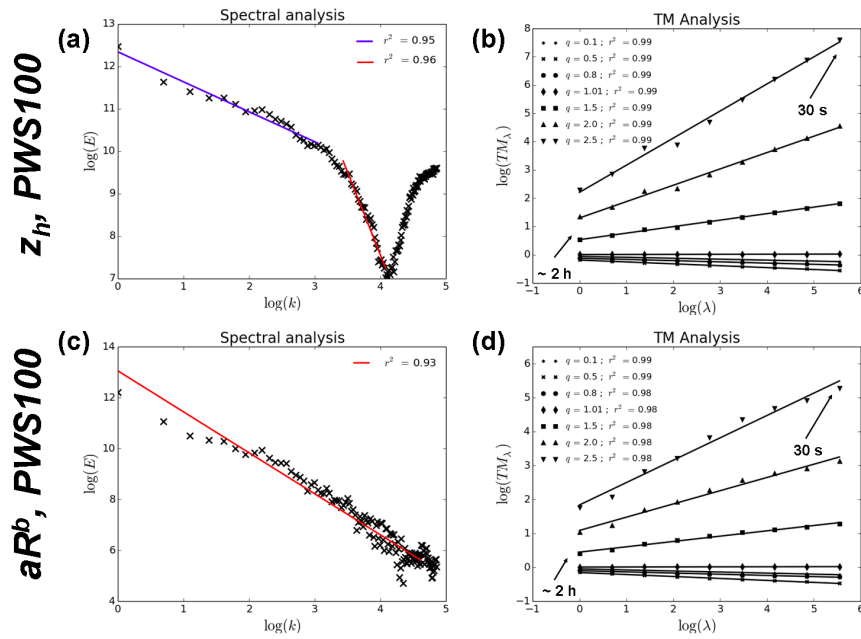 z_h, PWS100
(a)
Spectral analysis
r² = 0.95
r² = 0.96
log(E)
13
12
11
10
9
8
7
0 1 2 3 4 5
log(k)
(b)
TM Analysis
q = 0.1 ; r² = 0.99
q = 0.5 ; r² = 0.99
q = 0.8 ; r² = 0.99
q = 1.01 ; r² = 0.99
q = 1.5 ; r² = 0.99
q = 2.0 ; r² = 0.99
q = 2.5 ; r² = 0.99
30 s
~ 2 h
log(TM_λ)
8
7
6
5
4
3
2
1
0
−1
−1 0 1 2 3 4 5 6
log(λ)
aR^b, PWS100
(c)
Spectral analysis
r² = 0.93
log(E)
14
12
10
8
6
4
0 1 2 3 4 5
log(k)
(d)
TM Analysis
q = 0.1 ; r² = 0.99
q = 0.5 ; r² = 0.99
q = 0.8 ; r² = 0.98
q = 1.01 ; r² = 0.98
q = 1.5 ; r² = 0.98
q = 2.0 ; r² = 0.98
q = 2.5 ; r² = 0.98
30 s
~ 2 h
log(TM_λ)
7
6
5
4
3
2
1
0
−1
−1 0 1 2 3 4 5 6
log(λ)